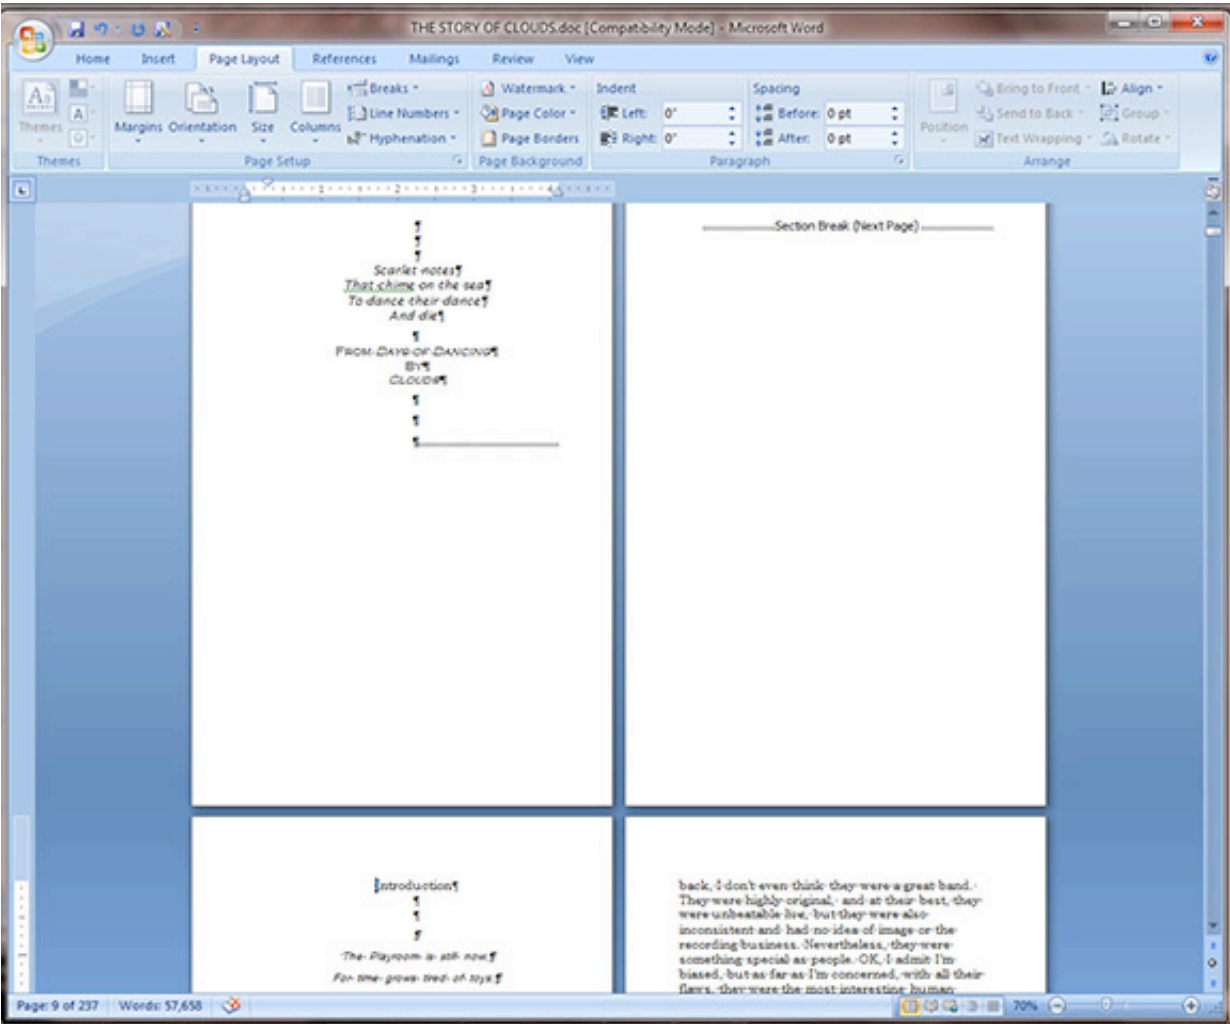 THE STORY OF CLOUDS.doc [Compatibility Mode] - Microsoft Word
Home Insert Page Layout References Mailings Review View
Themes
Margins Orientation Size Columns
Breaks
Line Numbers
Hyphenation
Watermark
Page Color
Page Borders
Indent
Left: 0"
Right: 0"
Spacing
Before: 0 pt
After: 0 pt
Position
Bring to Front
Send to Back
Text Wrapping
Align
Group
Rotate
Themes Page Setup Page Background Paragraph Arrange
1 2 3 4
Scarlet notes¶
That chime on the sea¶
To dance their dance¶
And die¶
FROM DAYS OF DANCING¶
BY¶
CLOUDS¶
Section Break (Next Page)
Introduction¶
The Playroom is still now,¶
For time grows tired of toys.¶
back, I don't even think they were a great band.
They were highly original, and at their best, they
were unbeatable live, but they were also
inconsistent and had no idea of image or the
recording business. Nevertheless, they were
something special as people. OK, I admit I'm
biased, but as far as I'm concerned, with all their
flaws, they were the most interesting human
Page: 9 of 237 Words: 57,658 70%